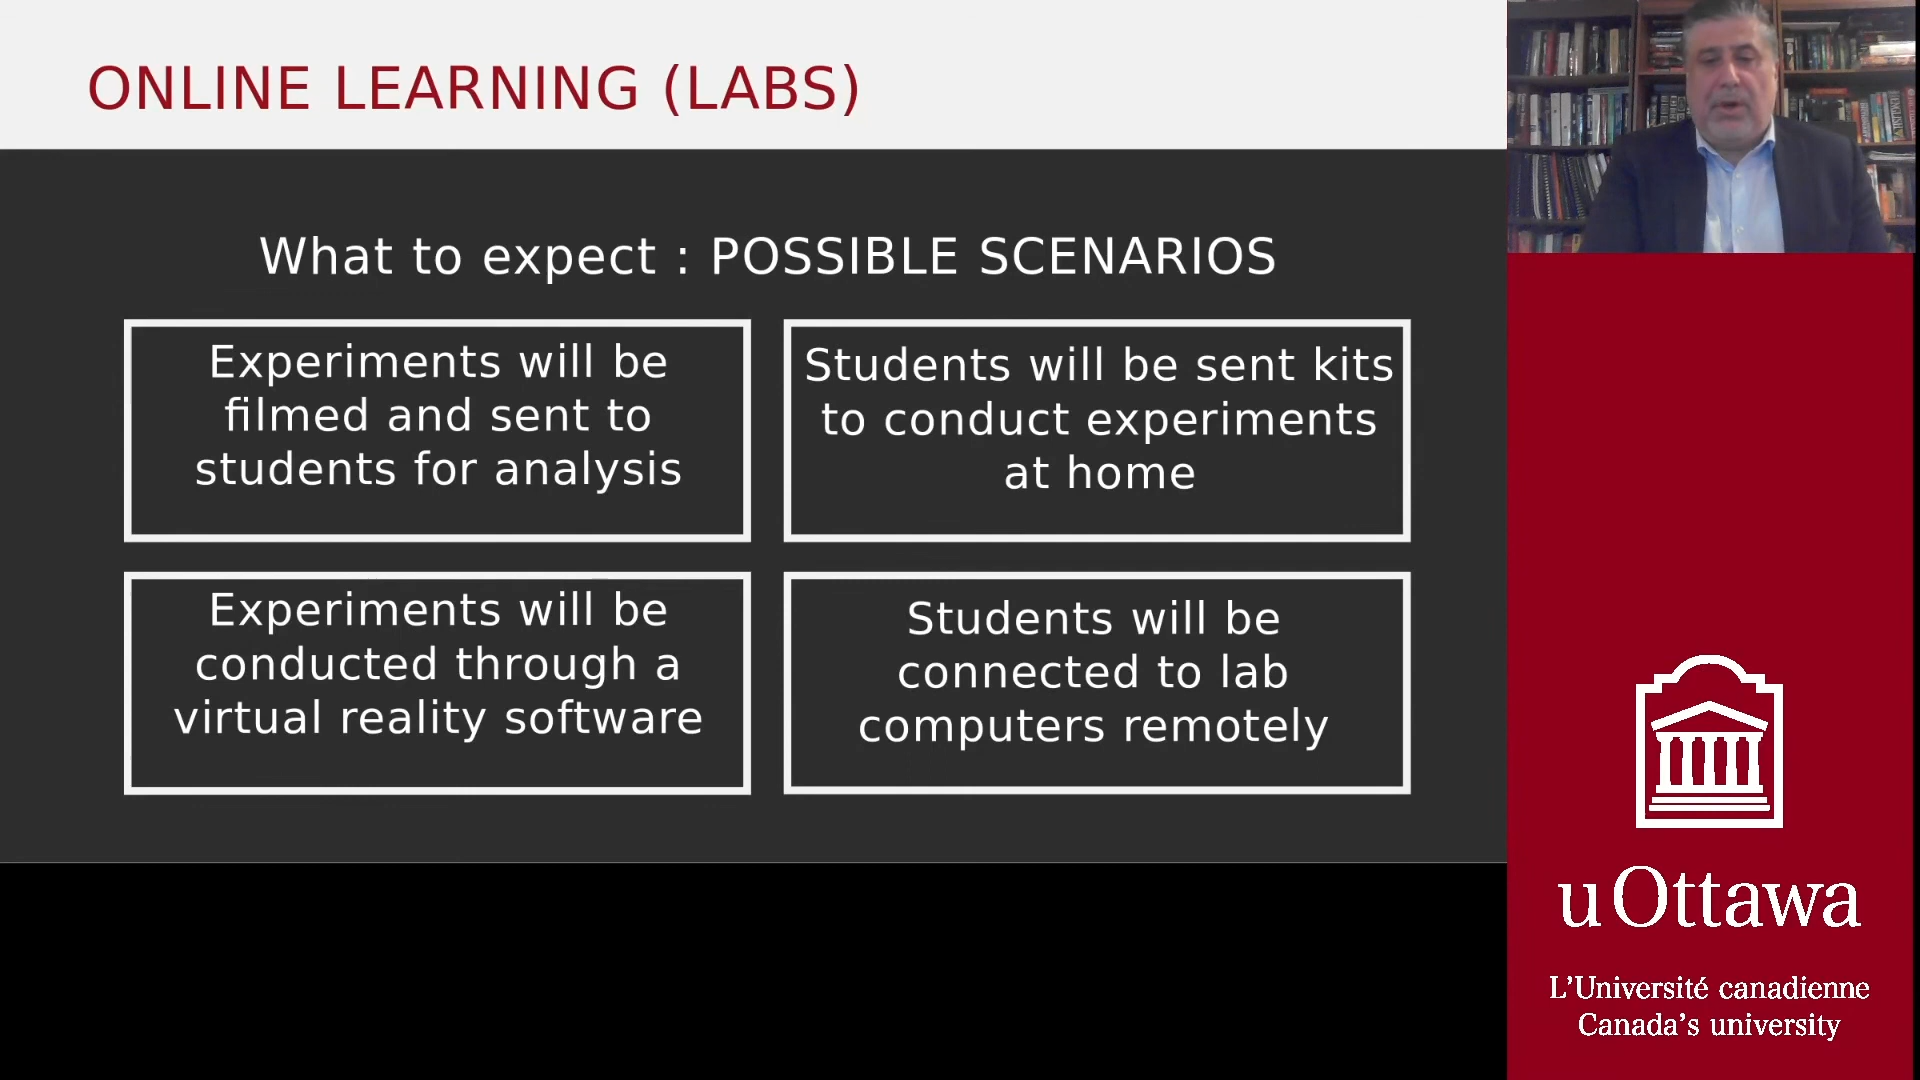 ONLINE LEARNING (LABS)
What to expect : POSSIBLE SCENARIOS
Experiments will be
filmed and sent to
students for analysis
Students will be sent kits
to conduct experiments
at home
Experiments will be
conducted through a
virtual reality software
Students will be
connected to lab
computers remotely
uOttawa
L’Université canadienne
Canada’s university